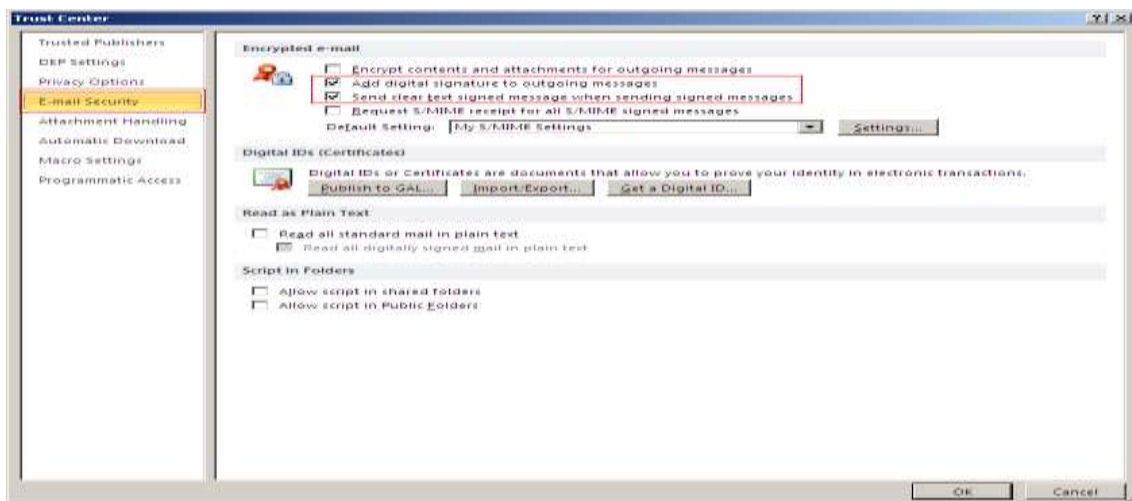 Trust Center
Trusted Publishers
DEP Settings
Privacy Options
E-mail Security
Attachment Handling
Automatic Download
Macro Settings
Programmatic Access
Encrypted e-mail
Encrypt contents and attachments for outgoing messages
Add digital signature to outgoing messages
Send clear text signed message when sending signed messages
Request S/MIME receipt for all S/MIME signed messages
Default Setting: My S/MIME Settings Settings...
Digital IDs (Certificates)
Digital IDs or Certificates are documents that allow you to prove your identity in electronic transactions.
Publish to GAL... Import/Export... Get a Digital ID...
Read as Plain Text
Read all standard mail in plain text
Read all digitally signed mail in plain text
Script in Folders
Allow script in shared folders
Allow script in Public Folders
OK Cancel